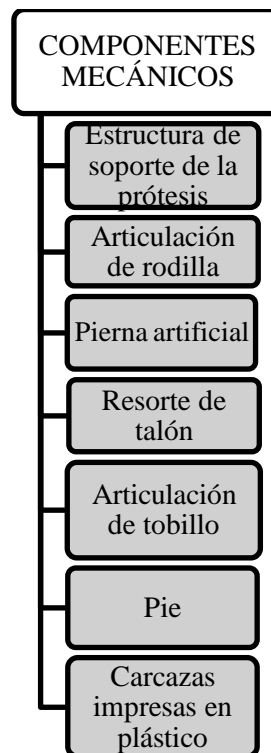 COMPONENTES
MECÁNICOS
Estructura de
soporte de la
prótesis
Articulación
de rodilla
Pierna artificial
Resorte de
talón
Articulación
de tobillo
Pie
Carcazas
impresas en
plástico